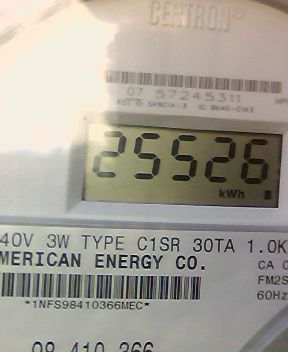 CENTRON®
07 57245311
25526
kWh
40V 3W TYPE C1SR 30TA 1.0K
MERICAN ENERGY CO.
CA 0
FM2S
60Hz
*1NFS98410366MEC*
98 410 366